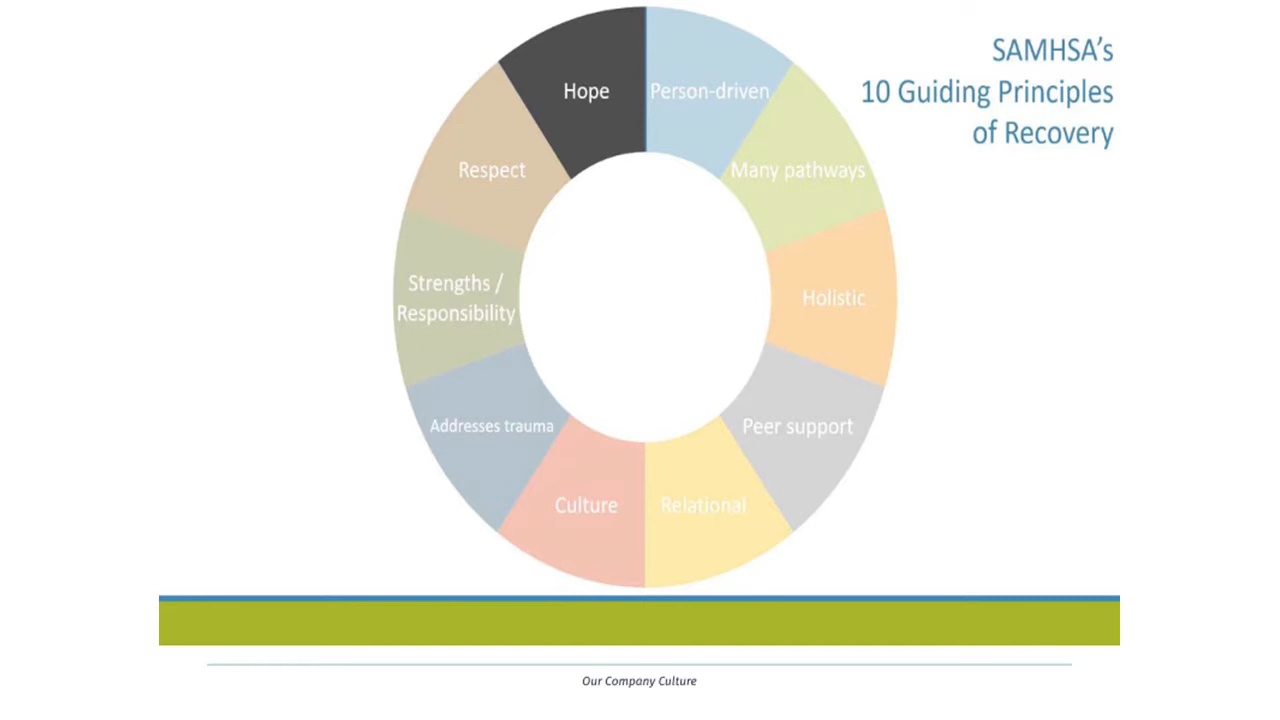 SAMHSA’s
10 Guiding Principles
of Recovery
Hope
Person-driven
Many pathways
Holistic
Peer support
Relational
Culture
Addresses trauma
Strengths /
Responsibility
Respect
Our Company Culture